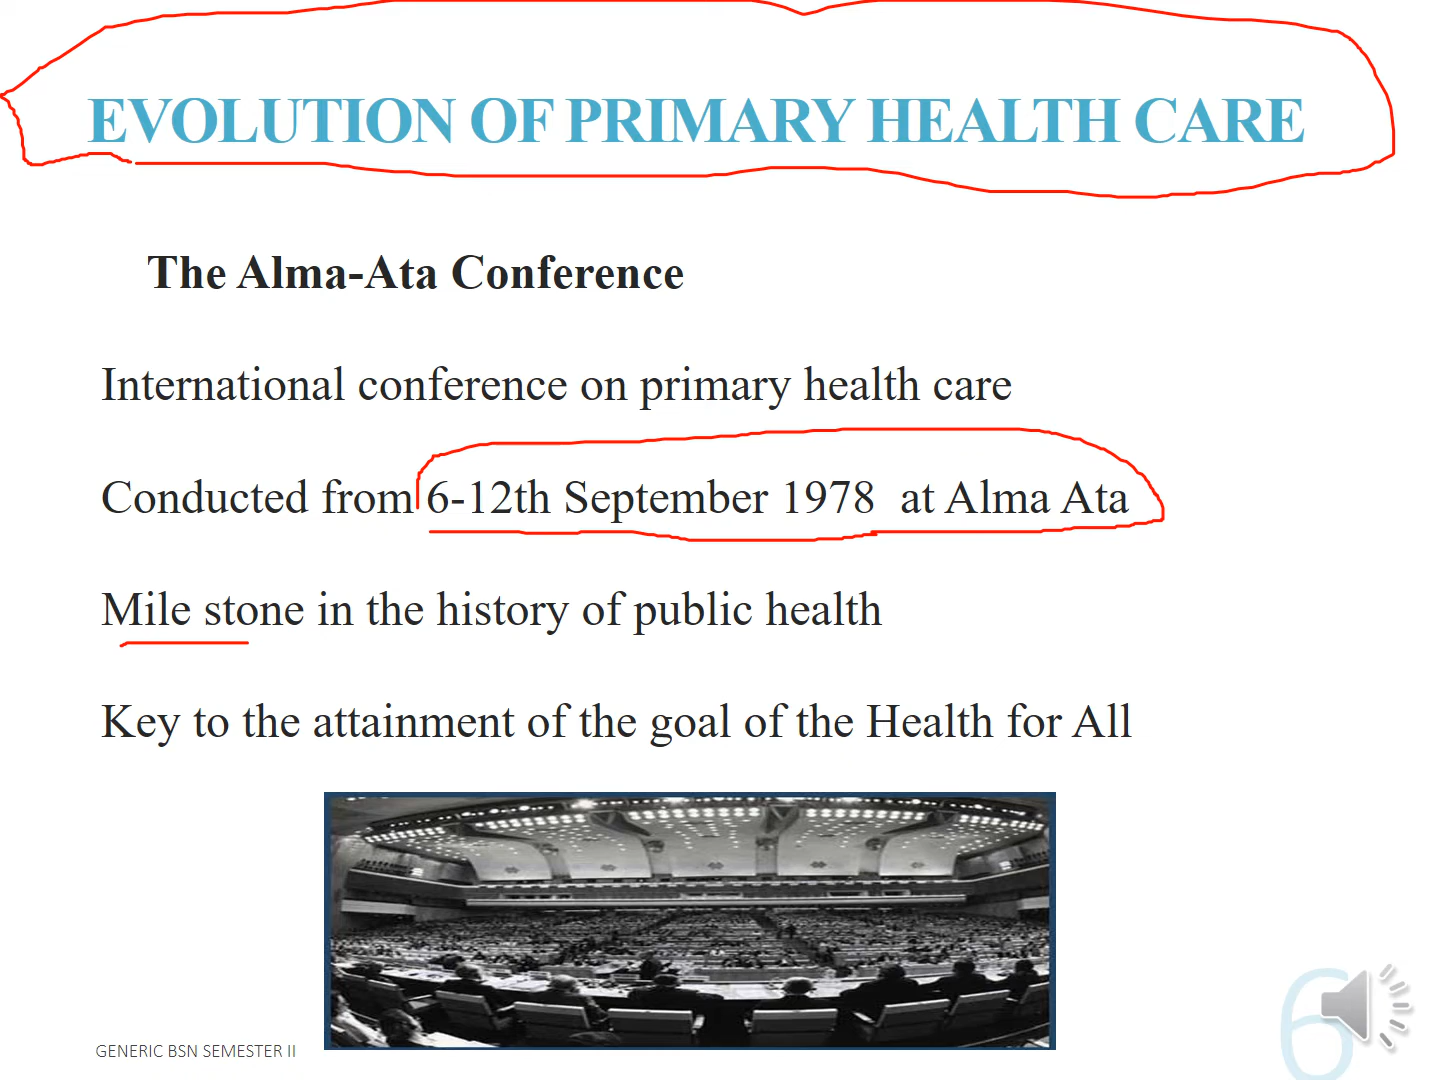 EVOLUTION OF PRIMARY HEALTH CARE
The Alma-Ata Conference
International conference on primary health care
Conducted from 6-12th September 1978 at Alma Ata
Mile stone in the history of public health
Key to the attainment of the goal of the Health for All
GENERIC BSN SEMESTER II
6